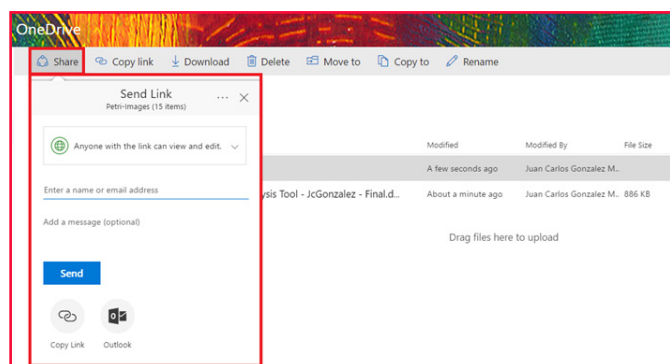 OneDrive
Share Copy link Download Delete Move to Copy to Rename
Send Link
Petri-Images (15 items)
Anyone with the link can view and edit.
Enter a name or email address
Add a message (optional)
Send
Copy Link Outlook
Modified Modified By File Size
A few seconds ago Juan Carlos Gonzalez M..
ysis Tool - JcGonzalez - Final.d... About a minute ago Juan Carlos Gonzalez M.. 886 KB
Drag files here to upload